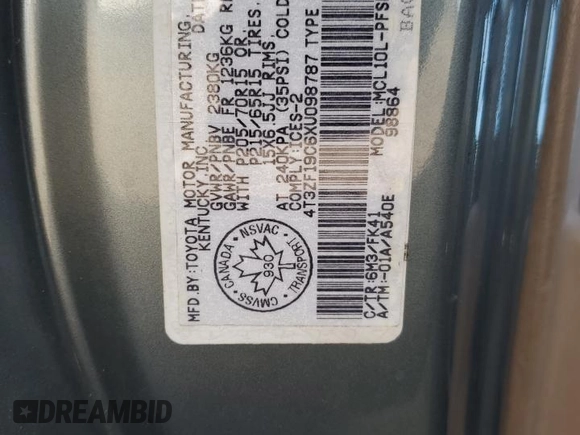 MFD.BY:TOYOTA MOTOR MANUFACTURING,
KENTUCKY,INC.
GVWR/PNBV 2380KG
GAWR/PNBE FR 1236KG
WITH P205/70R15 OR,
P215/65R15 TIRES,
15X6.5JJ RIMS,
AT 240KPA (35PSI) COLD
COMPLY:ICES-2
4T3ZF19C6XU098787 TYPE
C/TR:6M3/FK41
A/TM:-01A/A540E
MODEL:MCL10L-PFS
98864
CANADA • NSVAC • TRANSPORT • CMVSS
930
DREAMBID